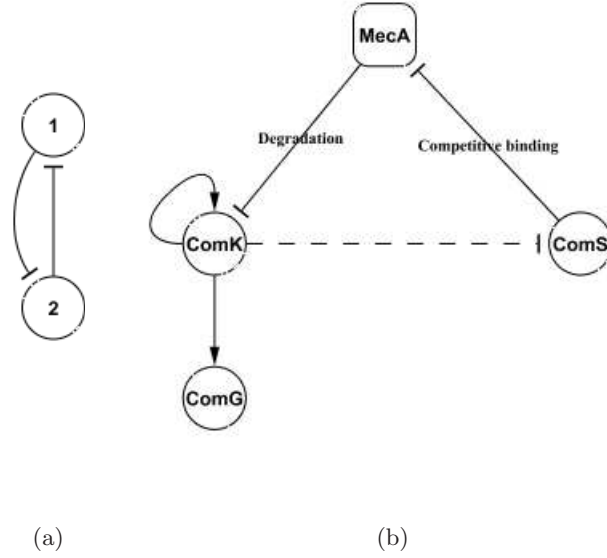 MecA
1
Degradation
Competitive binding
ComK
ComS
2
ComG
(a)
(b)